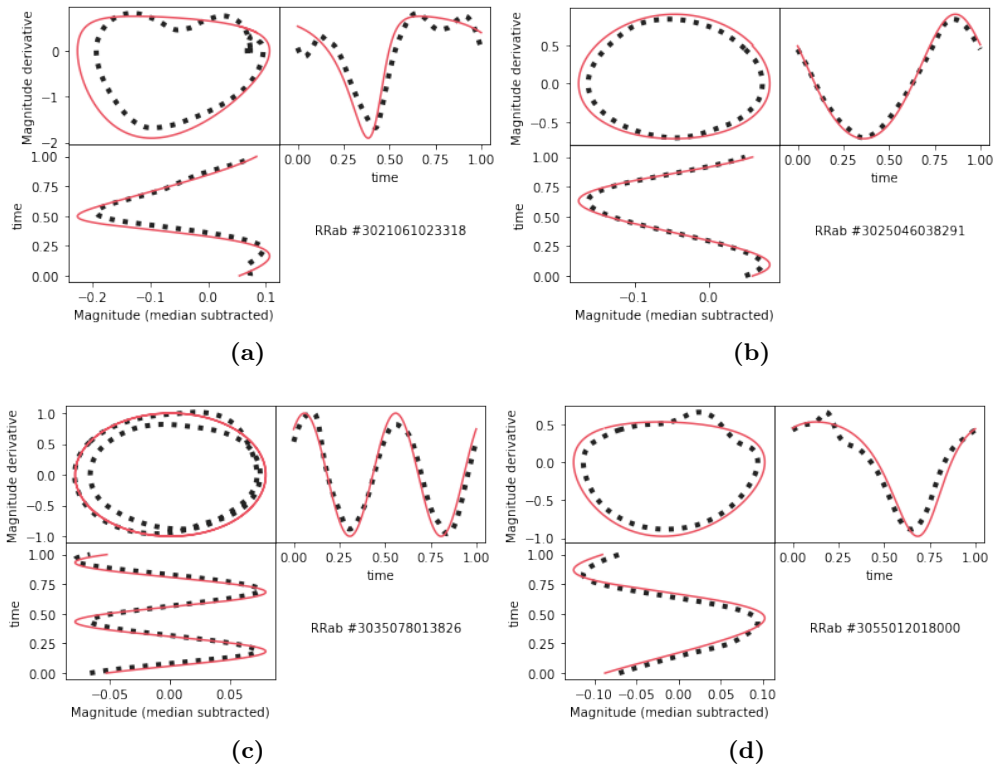 Magnitude derivative
0
−1
−2
0.00 0.25 0.50 0.75 1.00
time
time
1.00
0.75
0.50
0.25
0.00
−0.2 −0.1 0.0 0.1
Magnitude (median subtracted)
RRab #3021061023318
(a)
Magnitude derivative
0.5
0.0
−0.5
0.00 0.25 0.50 0.75 1.00
time
time
1.00
0.75
0.50
0.25
0.00
−0.1 0.0
Magnitude (median subtracted)
RRab #3025046038291
(b)
Magnitude derivative
1.0
0.5
0.0
−0.5
−1.0
0.00 0.25 0.50 0.75 1.00
time
time
1.00
0.75
0.50
0.25
0.00
−0.05 0.00 0.05
Magnitude (median subtracted)
RRab #3035078013826
(c)
Magnitude derivative
0.5
0.0
−0.5
−1.0
0.00 0.25 0.50 0.75 1.00
time
time
1.00
0.75
0.50
0.25
0.00
−0.10 −0.05 0.00 0.05 0.10
Magnitude (median subtracted)
RRab #3055012018000
(d)